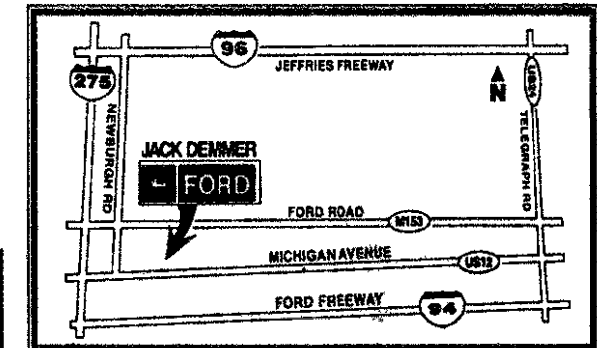 96
JEFFRIES FREEWAY
275
N
US24
NEWBURGH RD
TELEGRAPH RD
JACK DEMMER
FORD
FORD ROAD
M153
MICHIGAN AVENUE
US12
FORD FREEWAY
94